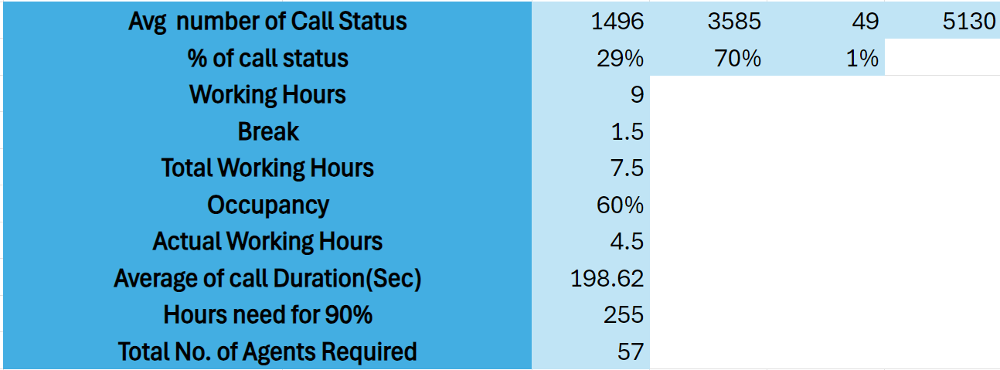 Avg number of Call Status 1496 3585 49 5130
% of call status 29% 70% 1%
Working Hours 9
Break 1.5
Total Working Hours 7.5
Occupancy 60%
Actual Working Hours 4.5
Average of call Duration(Sec) 198.62
Hours need for 90% 255
Total No. of Agents Required 57